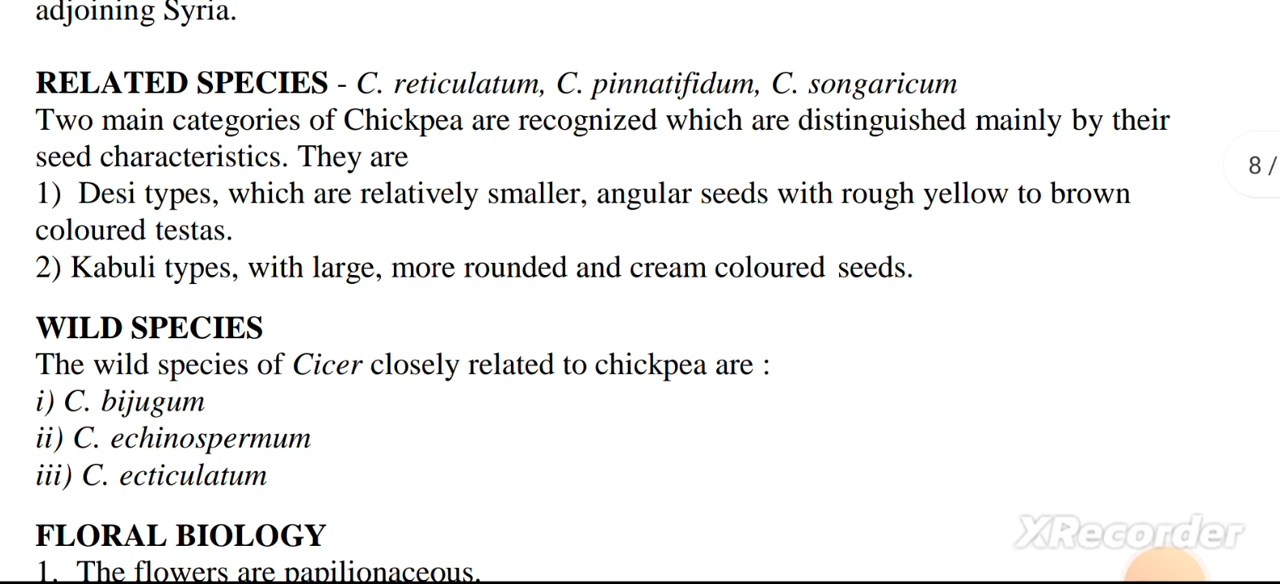 adjoining Syria.
RELATED SPECIES - C. reticulatum, C. pinnatifidum, C. songaricum
Two main categories of Chickpea are recognized which are distinguished mainly by their
seed characteristics. They are
1) Desi types, which are relatively smaller, angular seeds with rough yellow to brown
coloured testas.
2) Kabuli types, with large, more rounded and cream coloured seeds.
8 /
WILD SPECIES
The wild species of Cicer closely related to chickpea are :
i) C. bijugum
ii) C. echinospermum
iii) C. ecticulatum
FLORAL BIOLOGY
1. The flowers are papilionaceous.
XRecorder